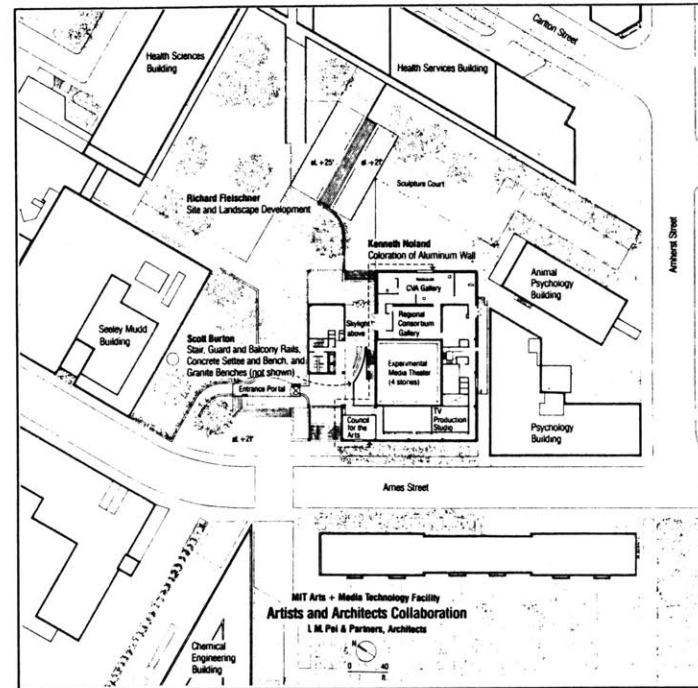 Carlton Street
Health Sciences
Building
Health Services Building
el. +25'
el. +21'
Sculpture Court
Richard Fleischner
Site and Landscape Development
Kenneth Noland
Coloration of Aluminum Wall
Amherst Street
CVA Gallery
Animal
Psychology
Building
Regional
Consortium
Gallery
Skylight
above
Seeley Mudd
Building
Scott Burton
Stair, Guard and Balcony Rails,
Concrete Settee and Bench, and
Granite Benches (not shown)
Experimental
Media Theater
(4 stories)
Entrance Portal
TV
Production
Studio
Council
for the
Arts
Psychology
Building
el. +21'
Ames Street
MIT Arts + Media Technology Facility
Artists and Architects Collaboration
I. M. Pei & Partners, Architects
Chemical
Engineering
Building
N
0 40
ft.